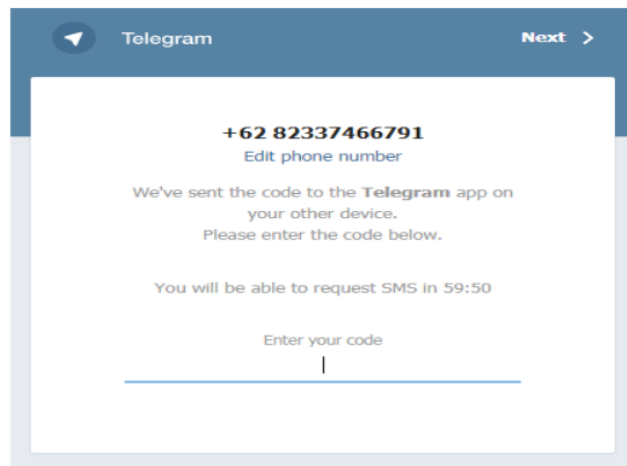 Telegram
Next
+62 82337466791
Edit phone number
We've sent the code to the Telegram app on
your other device.
Please enter the code below.
You will be able to request SMS in 59:50
Enter your code